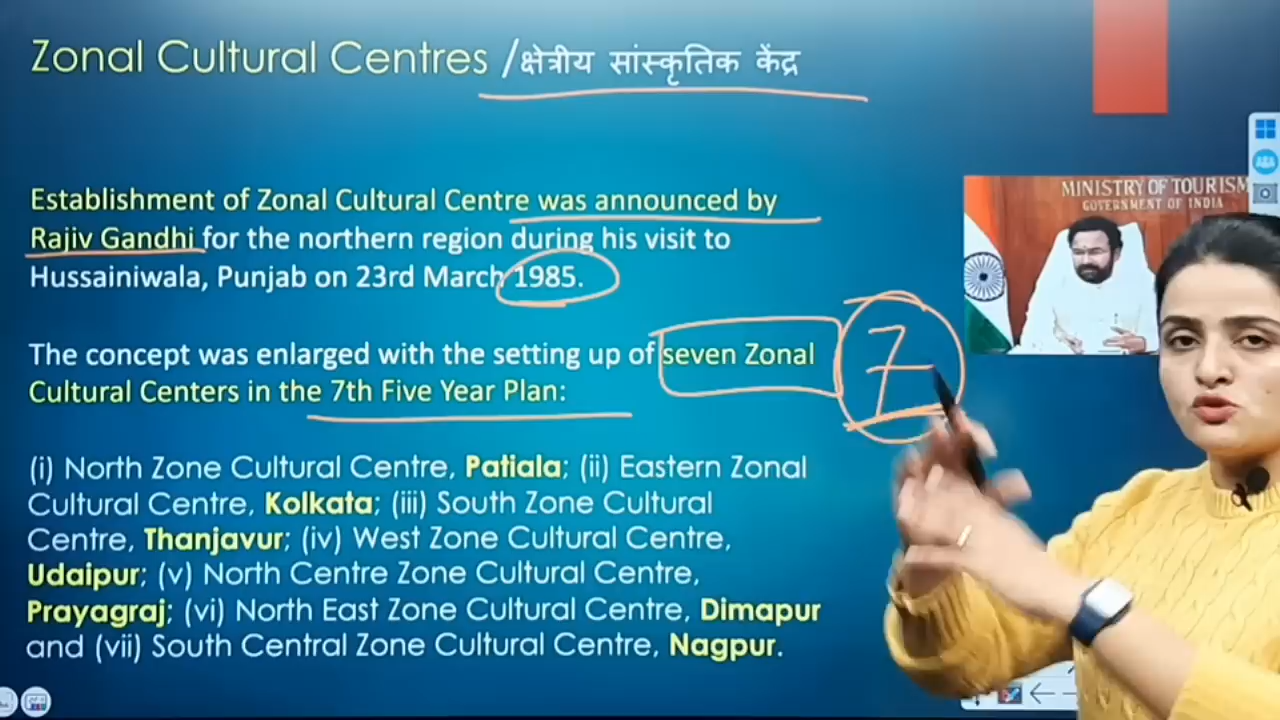 Zonal Cultural Centres /क्षेत्रीय सांस्कृतिक केंद्र
Establishment of Zonal Cultural Centre was announced by
Rajiv Gandhi for the northern region during his visit to
Hussainiwala, Punjab on 23rd March 1985.
MINISTRY OF TOURISM
GOVERNMENT OF INDIA
The concept was enlarged with the setting up of seven Zonal
Cultural Centers in the 7th Five Year Plan:
7
(i) North Zone Cultural Centre, Patiala; (ii) Eastern Zonal
Cultural Centre, Kolkata; (iii) South Zone Cultural
Centre, Thanjavur; (iv) West Zone Cultural Centre,
Udaipur; (v) North Centre Zone Cultural Centre,
Prayagraj; (vi) North East Zone Cultural Centre, Dimapur
and (vii) South Central Zone Cultural Centre, Nagpur.